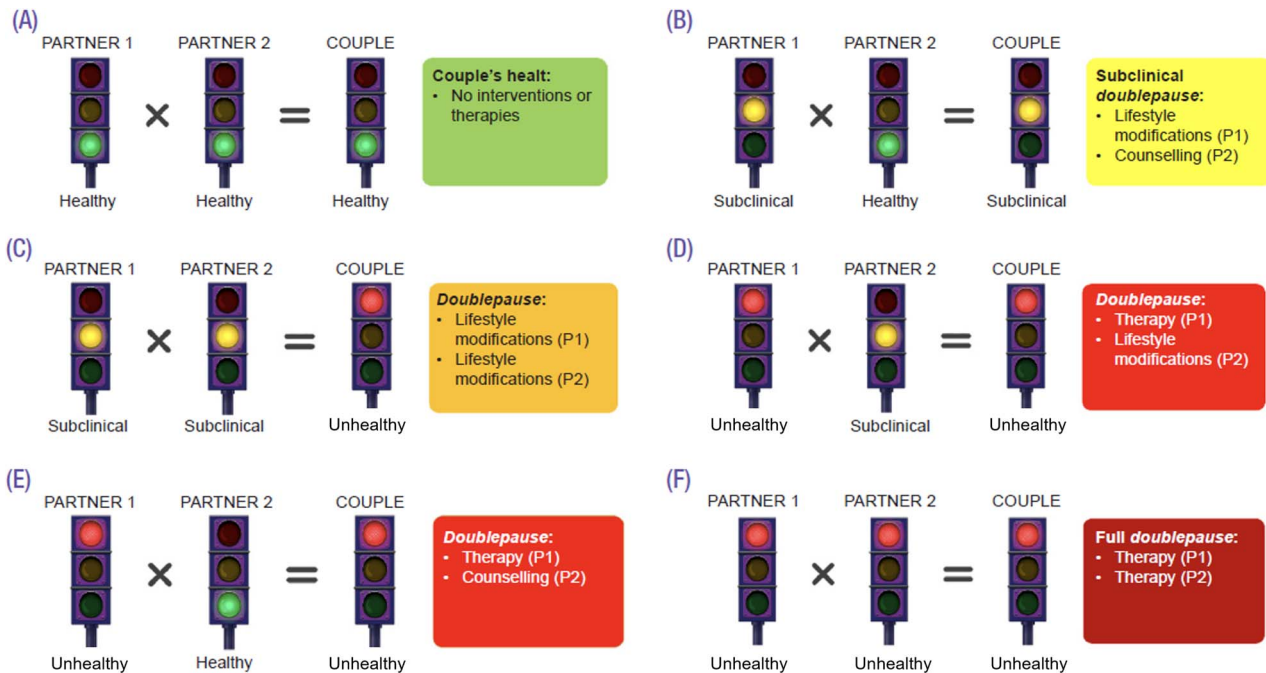 (A)
PARTNER 1
PARTNER 2
COUPLE
×
=
Healthy
Healthy
Healthy
Couple's healt:
• No interventions or
therapies
(B)
PARTNER 1
PARTNER 2
COUPLE
×
=
Subclinical
Healthy
Subclinical
Subclinical
doublepause:
• Lifestyle
modifications (P1)
• Counselling (P2)
(C)
PARTNER 1
PARTNER 2
COUPLE
×
=
Subclinical
Subclinical
Unhealthy
Doublepause:
• Lifestyle
modifications (P1)
• Lifestyle
modifications (P2)
(D)
PARTNER 1
PARTNER 2
COUPLE
×
=
Unhealthy
Subclinical
Unhealthy
Doublepause:
• Therapy (P1)
• Lifestyle
modifications (P2)
(E)
PARTNER 1
PARTNER 2
COUPLE
×
=
Unhealthy
Healthy
Unhealthy
Doublepause:
• Therapy (P1)
• Counselling (P2)
(F)
PARTNER 1
PARTNER 2
COUPLE
×
=
Unhealthy
Unhealthy
Unhealthy
Full doublepause:
• Therapy (P1)
• Therapy (P2)